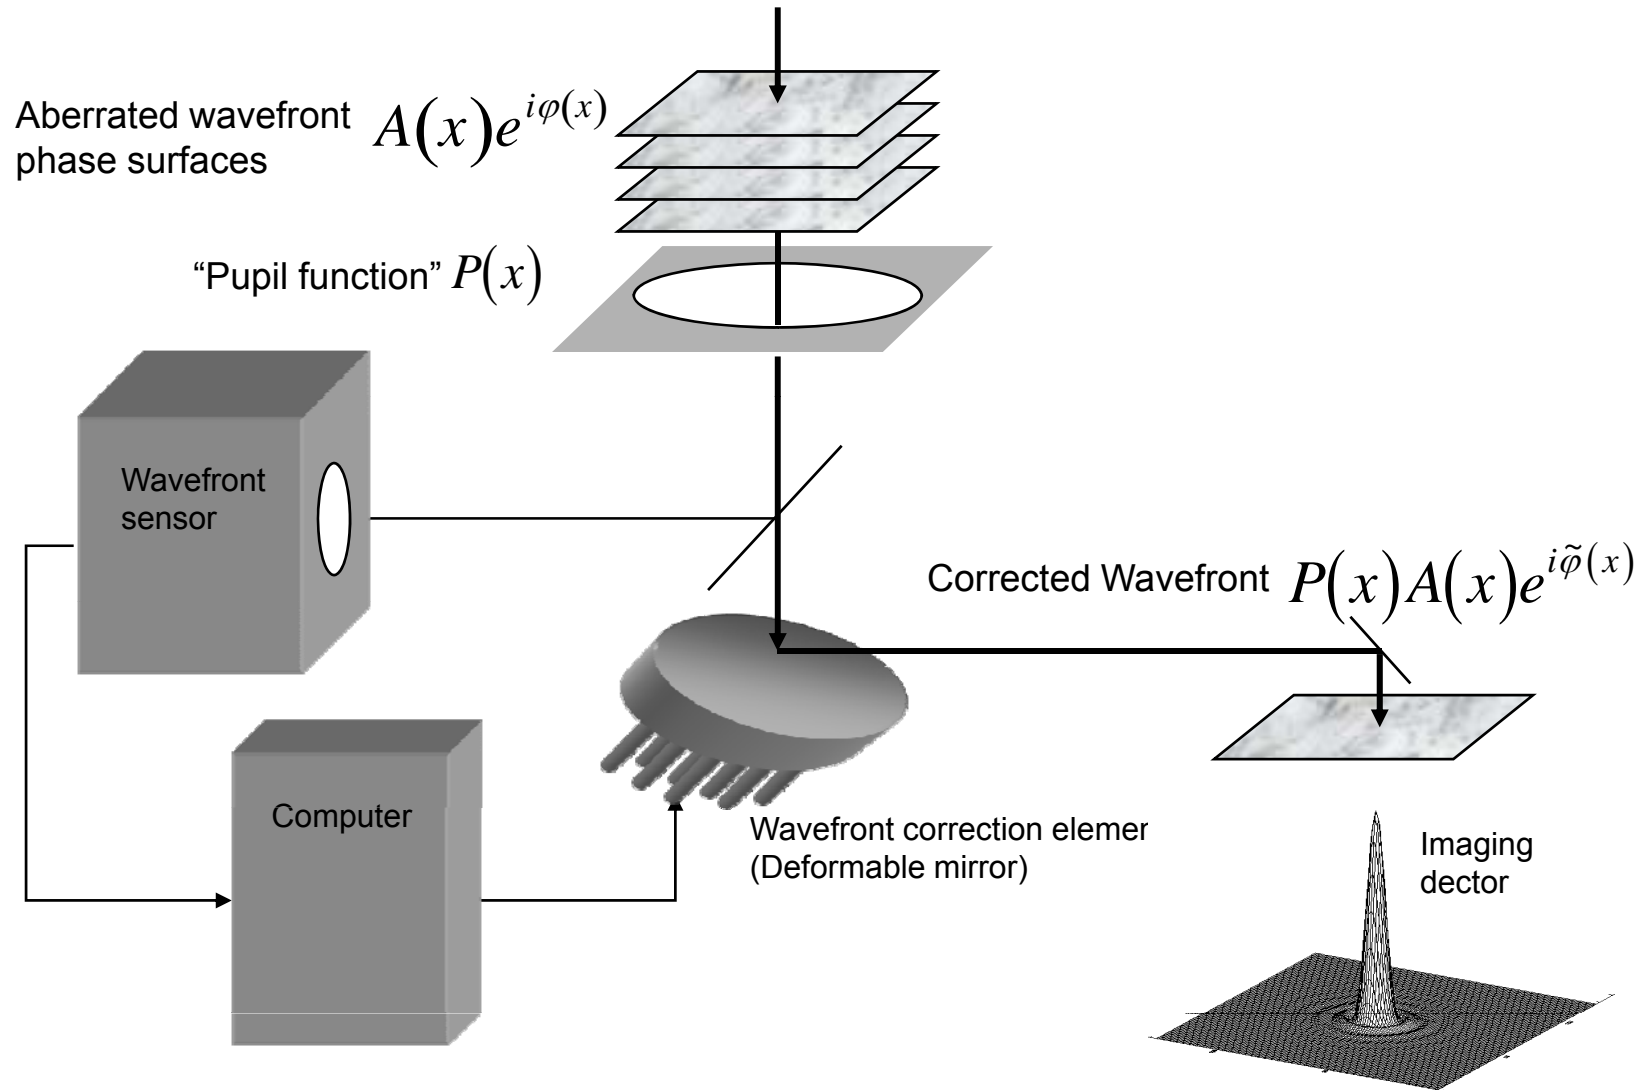 Aberrated wavefront
phase surfaces
A(x)e^{iφ(x)}
“Pupil function” P(x)
Wavefront
sensor
Corrected Wavefront P(x)A(x)e^{iφ̃(x)}
Computer
Wavefront correction elemer
(Deformable mirror)
Imaging
dector